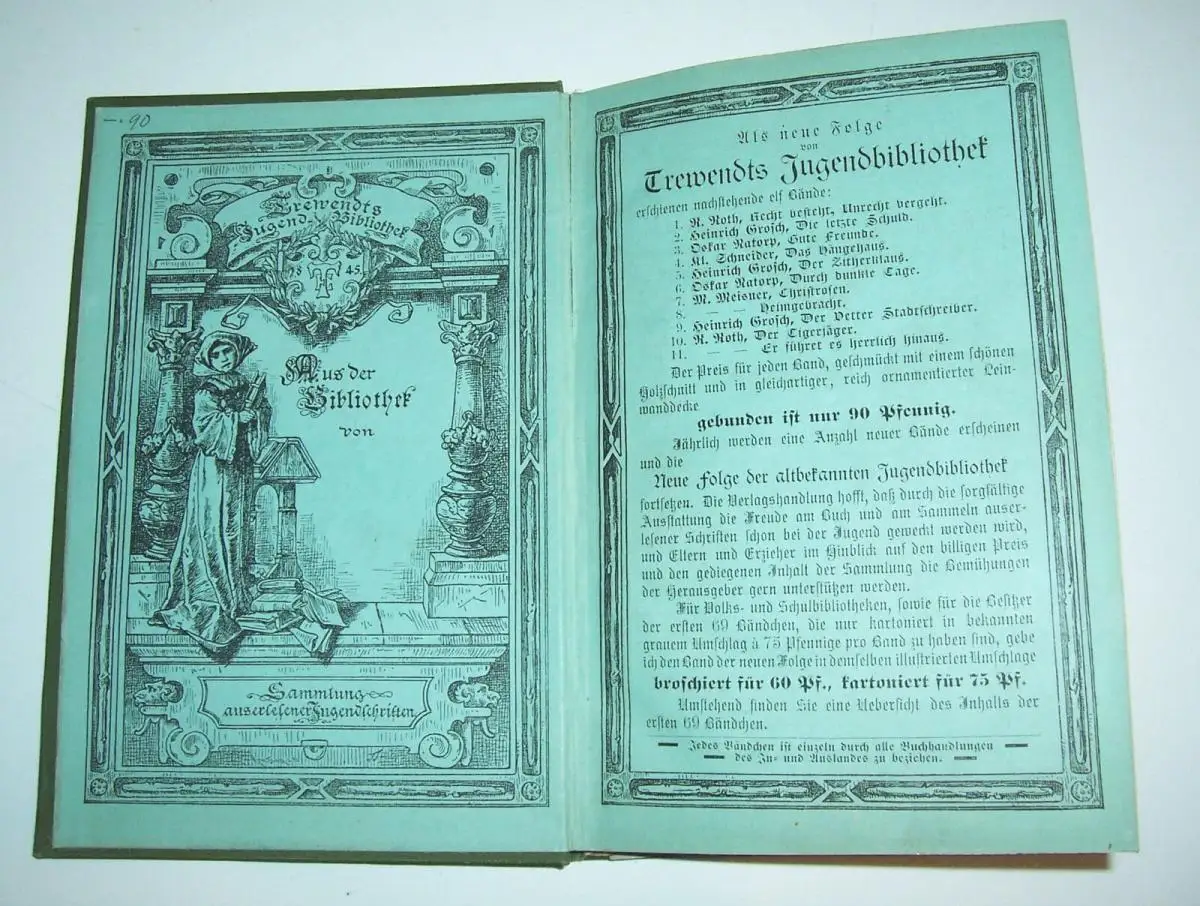 —.90
Trewendts
Jugend-Bibliothek
18 T 45.
Aus der
Bibliothek
von
Sammlung
auserlesener Jugendschriften
Als neue Folge
von
Trewendts Jugendbibliothek
erschienen nachstehende elf Bände:
1. R. Roth, Recht besteht, Unrecht vergeht.
2. Heinrich Grosch, Die letzte Schuld.
3. Oskar Natorp, Gute Freunde.
4. Kl. Schneider, Das Hängehaus.
5. Heinrich Grosch, Der Zitherklaus.
6. Oskar Natorp, Durch dunkle Tage.
7. M. Meisner, Christrosen.
8. — — Heimgebracht.
9. Heinrich Grosch, Der Vetter Stadtschreiber.
10. R. Roth, Der Tigerjäger.
11. — — Er führet es herrlich hinaus.
Der Preis für jeden Band, geschmückt mit einem schönen
Holzschnitt und in gleichartiger, reich ornamentierter Lein-
wanddecke
gebunden ist nur 90 Pfennig.
Jährlich werden eine Anzahl neuer Bände erscheinen
und die
Neue Folge der altbekannten Jugendbibliothek
fortsetzen. Die Verlagshandlung hofft, daß durch die sorgfältige
Ausstattung die Freude am Buch und am Sammeln auser-
lesener Schriften schon bei der Jugend geweckt werden wird,
und Eltern und Erzieher im Hinblick auf den billigen Preis
und den gediegenen Inhalt der Sammlung die Bemühungen
der Herausgeber gern unterstützen werden.
Für Volks- und Schulbibliotheken, sowie für die Besitzer
der ersten 69 Bändchen, die nur kartoniert in bekannten
grauem Umschlag à 75 Pfennige pro Band zu haben sind, gebe
ich den Band der neuen Folge in demselben illustrierten Umschlage
broschiert für 60 Pf., kartoniert für 75 Pf.
Umstehend finden Sie eine Uebersicht des Inhalts der
ersten 69 Bändchen.
Jedes Bändchen ist einzeln durch alle Buchhandlungen
des In- und Auslandes zu beziehen.